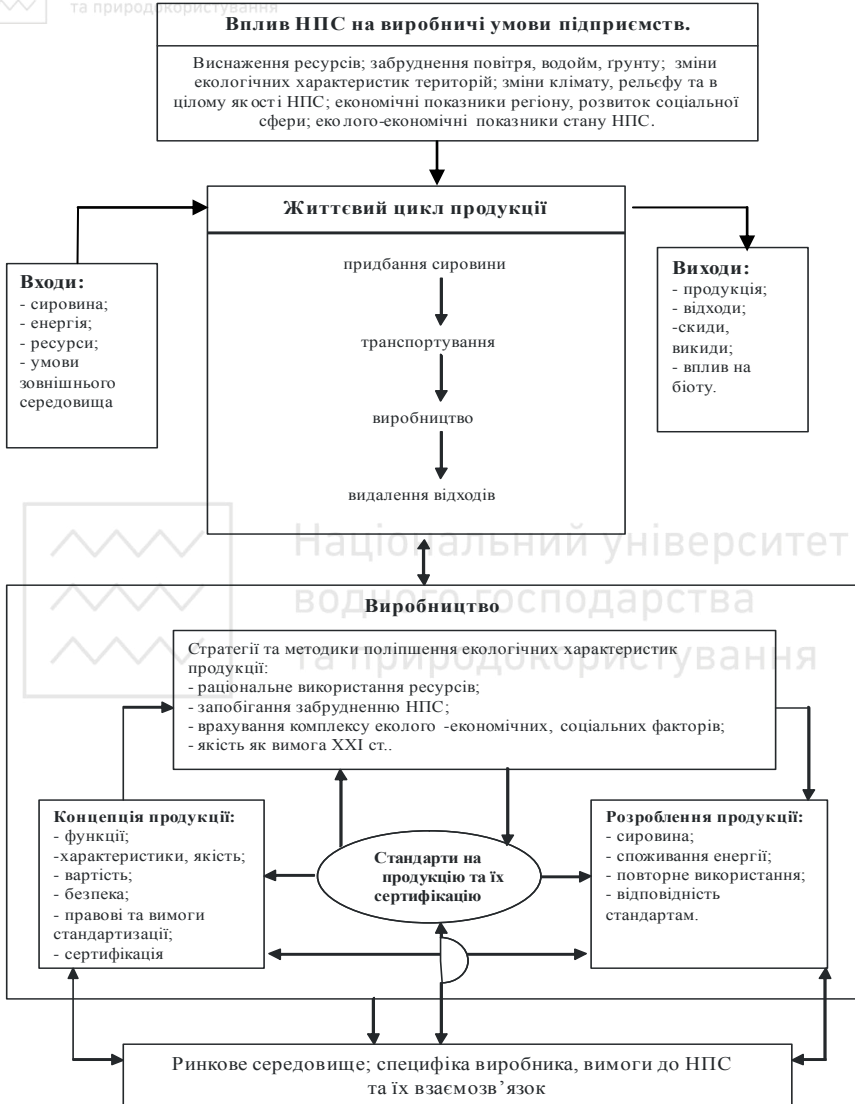 та природокористування
Вплив НПС на виробничі умови підприємств.
Виснаження ресурсів; забруднення повітря, водойм, ґрунту; зміни
екологічних характеристик територій; зміни клімату, рельєфу та в
цілому якості НПС; економічні показники регіону, розвиток соціальної
сфери; еколого-економічні показники стану НПС.
Життєвий цикл продукції
придбання сировини
транспортування
виробництво
видалення відходів
Входи:
- сировина;
- енергія;
- ресурси;
- умови
зовнішнього
середовища
Виходи:
- продукція;
- відходи;
-скиди,
викиди;
- вплив на
біоту.
Національний університет
водного господарства
та природокористування
Виробництво
Стратегії та методики поліпшення екологічних характеристик
продукції:
- раціональне використання ресурсів;
- запобігання забрудненню НПС;
- врахування комплексу еколого -економічних, соціальних факторів;
- якість як вимога ХХІ ст..
Концепція продукції:
- функції;
-характеристики, якість;
- вартість;
- безпека;
- правові та вимоги
стандартизації;
- сертифікація
Стандарти на
продукцію та їх
сертифікацію
Розроблення продукції:
- сировина;
- споживання енергії;
- повторне використання;
- відповідність
стандартам.
Ринкове середовище; специфіка виробника, вимоги до НПС
та їх взаємозв’язок